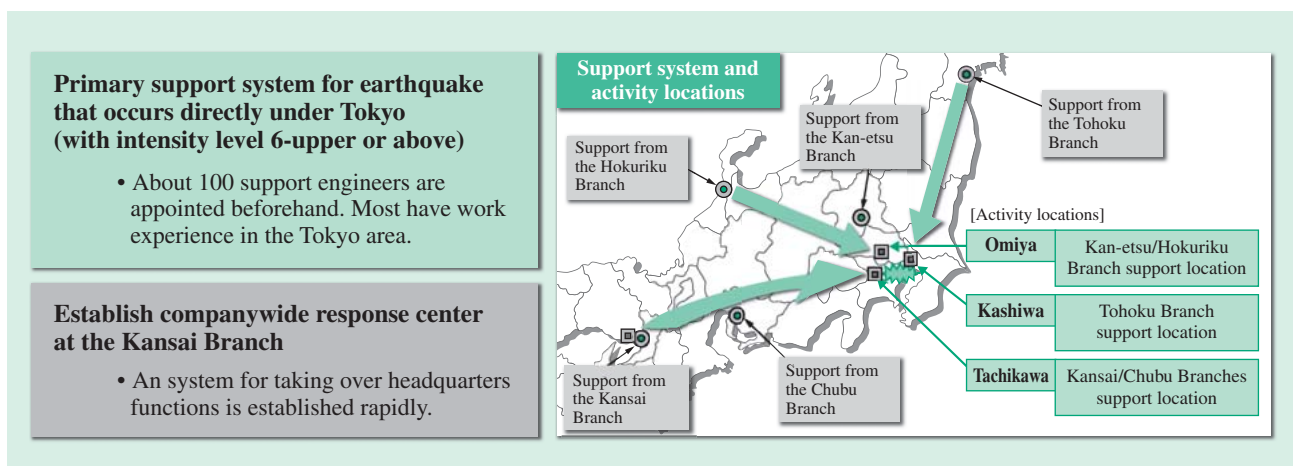 Primary support system for earthquake
that occurs directly under Tokyo
(with intensity level 6-upper or above)
• About 100 support engineers are
appointed beforehand. Most have work
experience in the Tokyo area.
Establish companywide response center
at the Kansai Branch
• An system for taking over headquarters
functions is established rapidly.
Support system and
activity locations
Support from
the Hokuriku
Branch
Support from
the Kan-etsu
Branch
Support from
the Tohoku
Branch
[Activity locations]
Omiya
Kan-etsu/Hokuriku
Branch support location
Kashiwa
Tohoku Branch
support location
Tachikawa
Kansai/Chubu Branches
support location
Support from
the Kansai
Branch
Support from
the Chubu
Branch